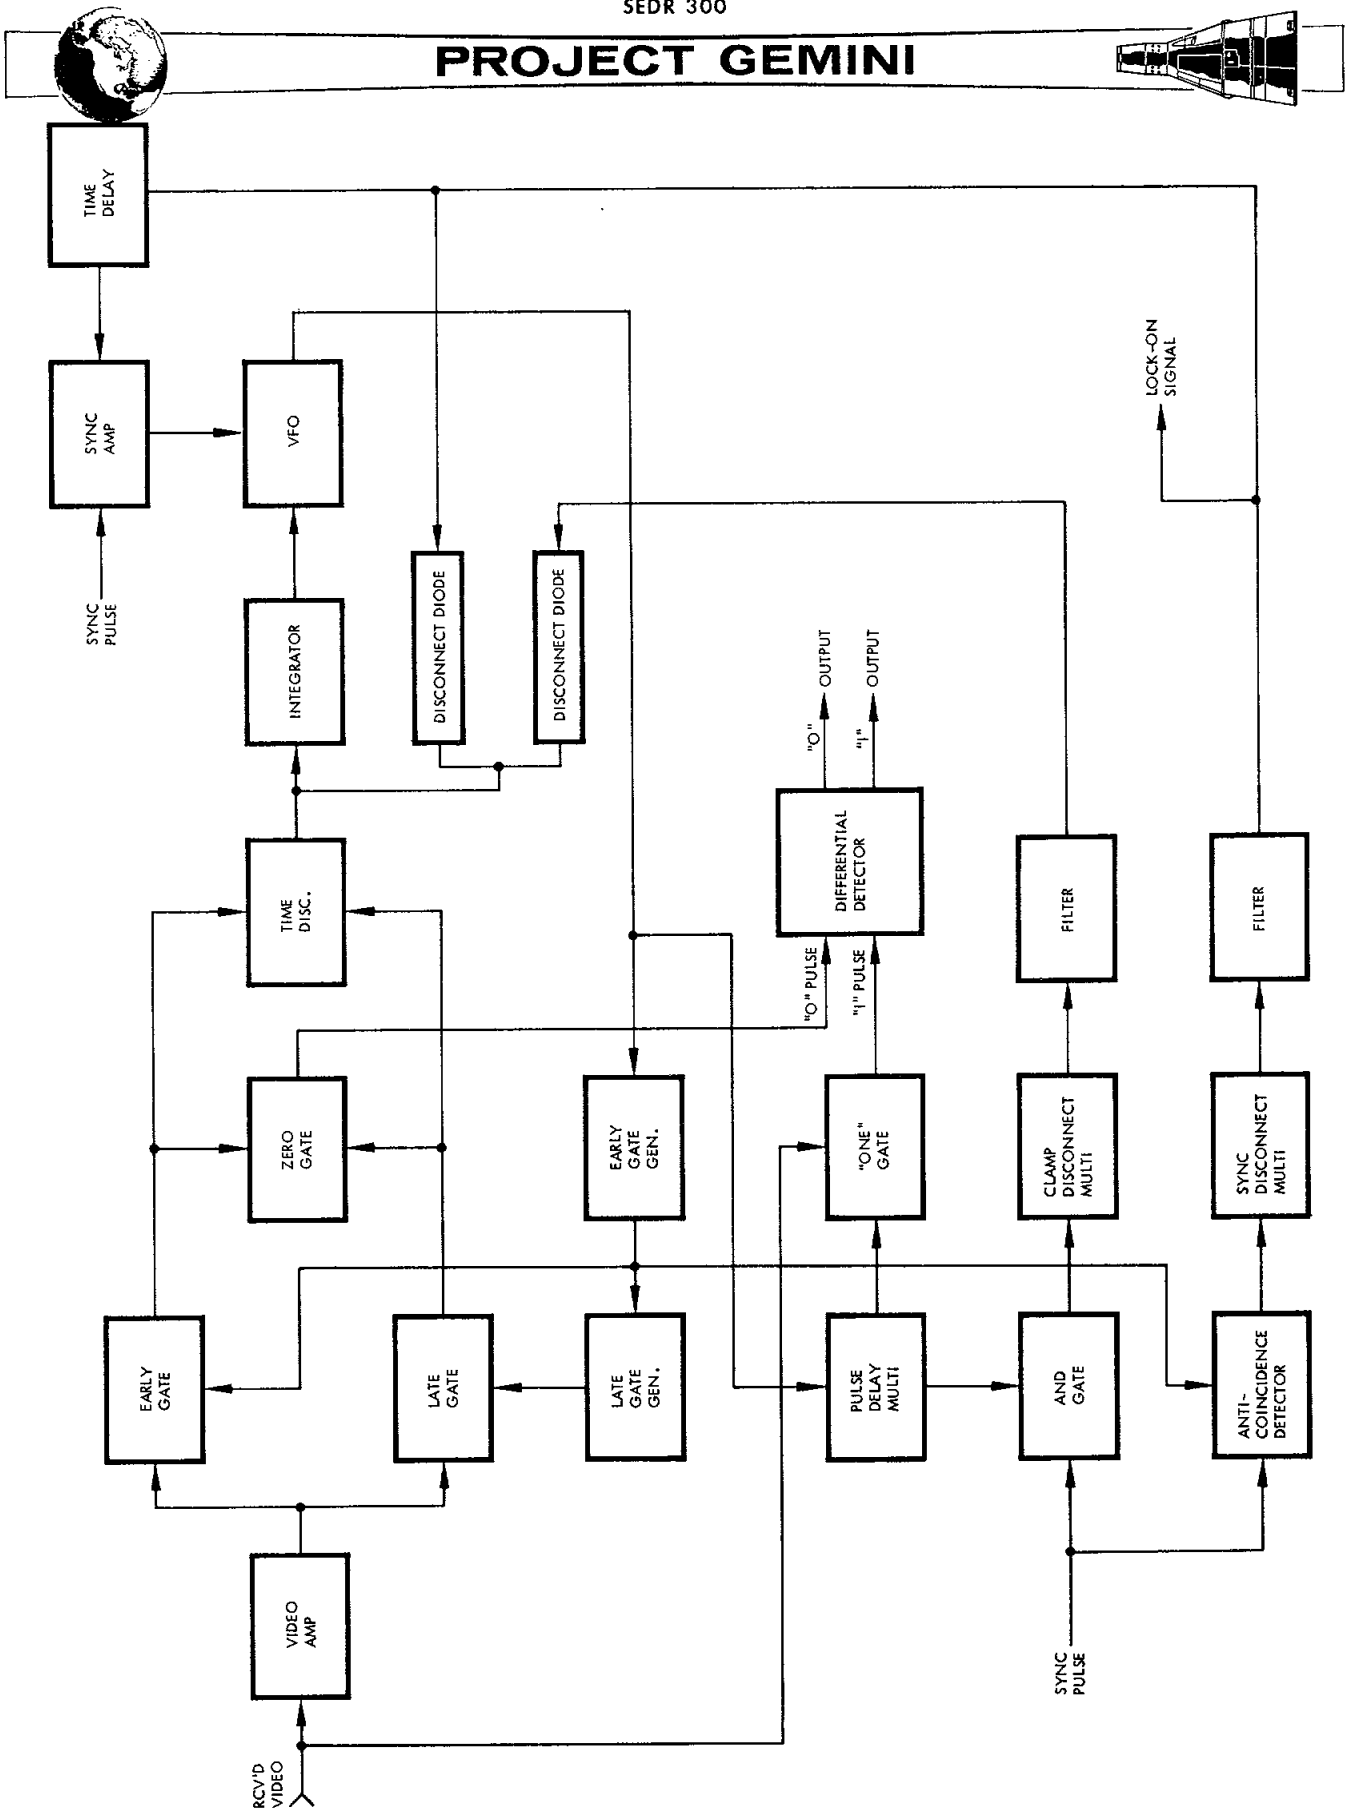 SEDR 300
PROJECT GEMINI
TIME
DELAY
SYNC
AMP
SYNC
PULSE
VFO
INTEGRATOR
DISCONNECT DIODE
DISCONNECT DIODE
LOCK-ON
SIGNAL
TIME
DISC.
"0"
OUTPUT
"1"
OUTPUT
DIFFERENTIAL
DETECTOR
FILTER
FILTER
"0" PULSE
"1" PULSE
ZERO
GATE
EARLY
GATE
GEN.
"ONE"
GATE
CLAMP
DISCONNECT
MULTI
SYNC
DISCONNECT
MULTI
EARLY
GATE
LATE
GATE
LATE
GATE
GEN.
PULSE
DELAY
MULTI
AND
GATE
ANTI-
COINCIDENCE
DETECTOR
VIDEO
AMP
SYNC
PULSE
RCV'D
VIDEO